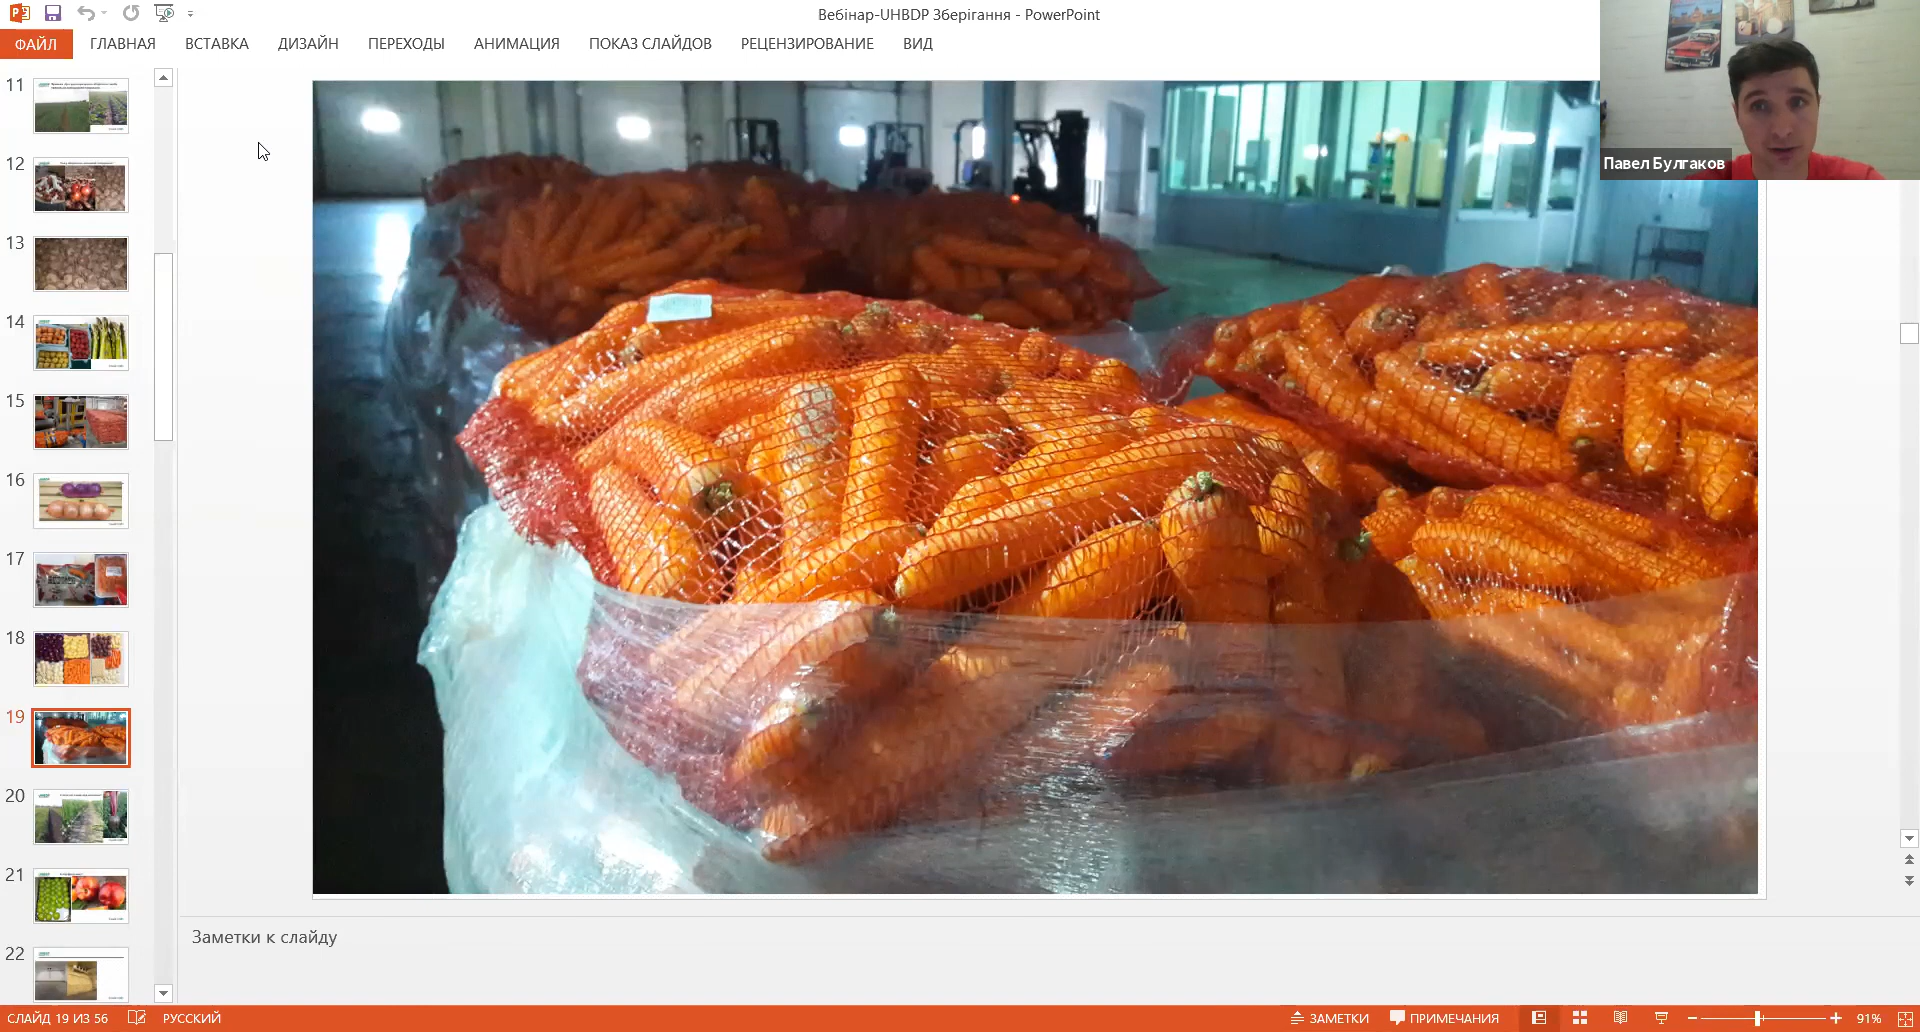 Вебінар-UHBDP Зберігання - PowerPoint
ФАЙЛ ГЛАВНАЯ ВСТАВКА ДИЗАЙН ПЕРЕХОДЫ АНИМАЦИЯ ПОКАЗ СЛАЙДОВ РЕЦЕНЗИРОВАНИЕ ВИД
Павел Булгаков
11
12
13
14
15
16
17
18
19
20
21
22
Заметки к слайду
СЛАЙД 19 ИЗ 56 РУССКИЙ ЗАМЕТКИ ПРИМЕЧАНИЯ 91%